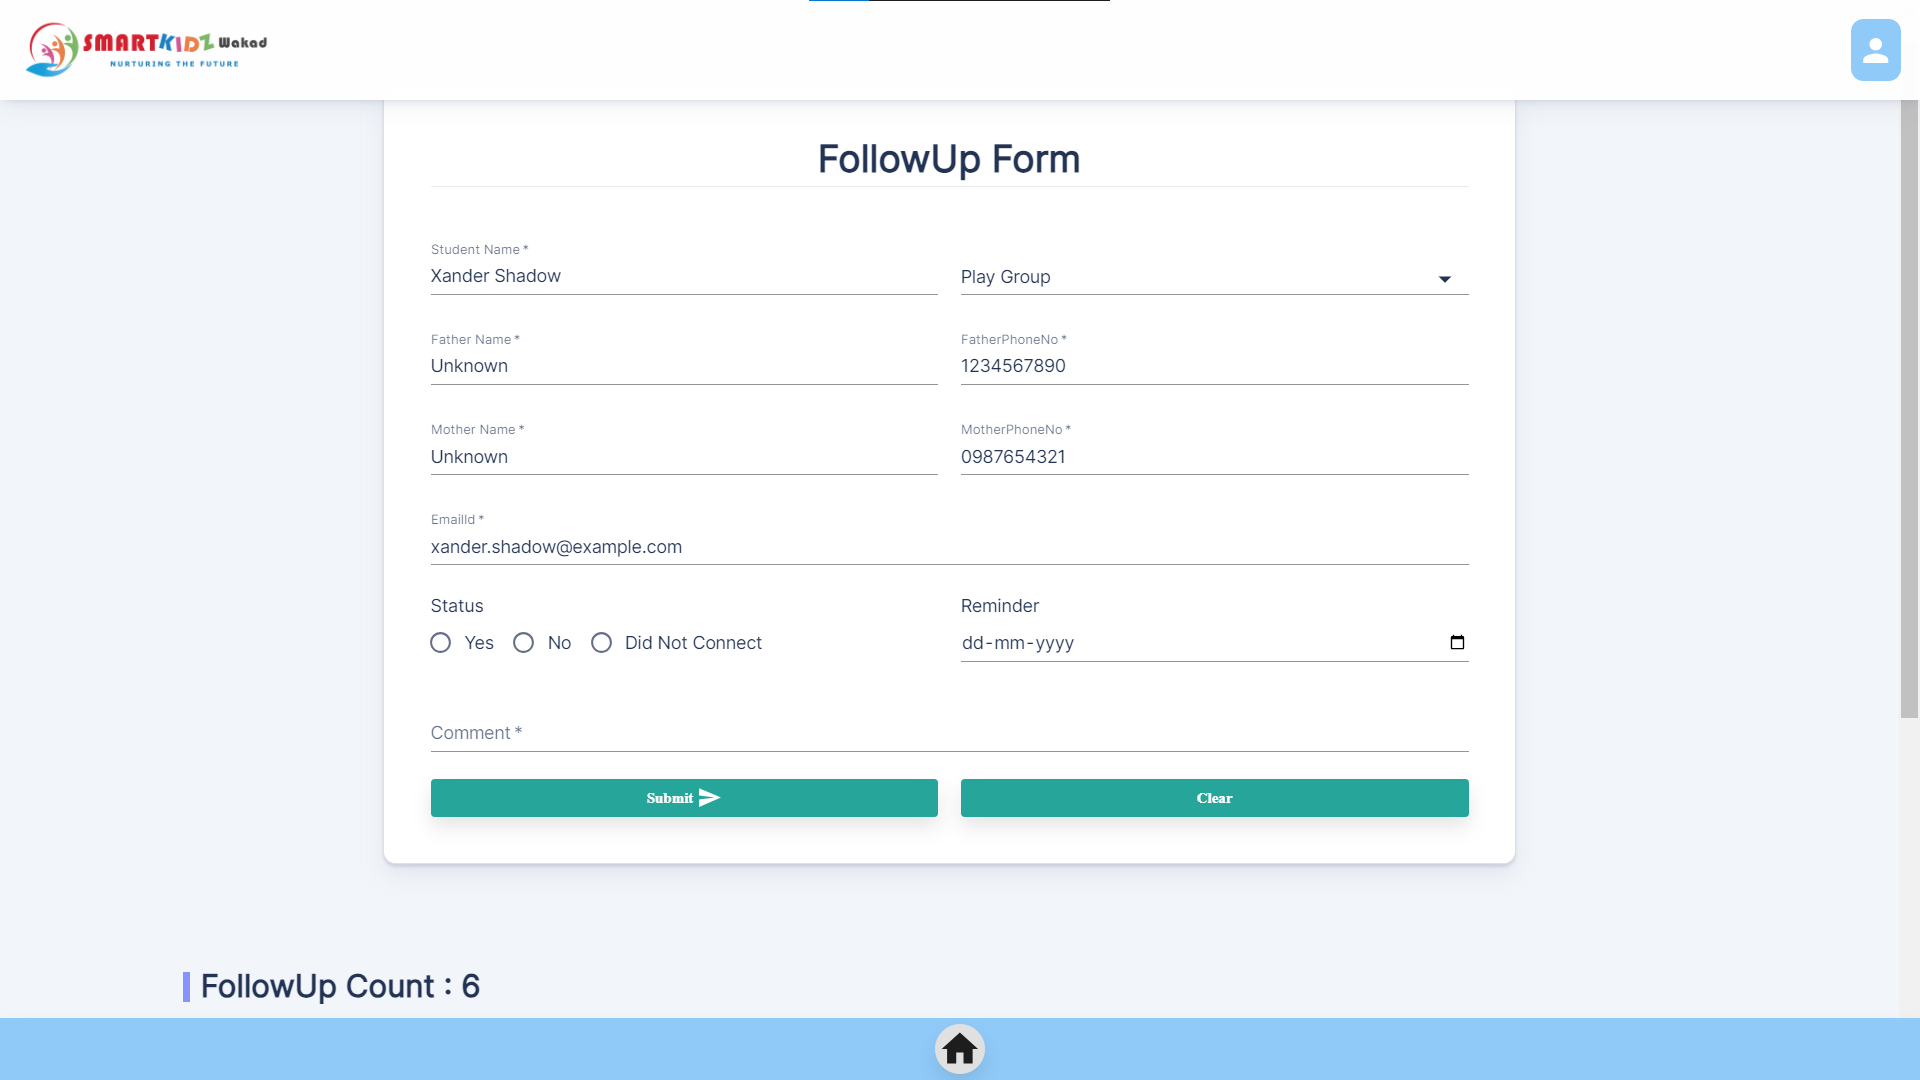 SMARTKIDZ Wakad
NURTURING THE FUTURE
FollowUp Form
Student Name *
Xander Shadow
Play Group
Father Name *
FatherPhoneNo *
Unknown
1234567890
Mother Name *
MotherPhoneNo *
Unknown
0987654321
EmailId *
xander.shadow@example.com
Status
Reminder
Yes No Did Not Connect
dd-mm-yyyy
Comment *
Submit
Clear
FollowUp Count : 6